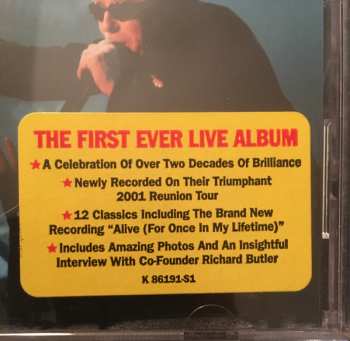 THE FIRST EVER LIVE ALBUM
★A Celebration Of Over Two Decades Of Brilliance
★Newly Recorded On Their Triumphant
2001 Reunion Tour
★12 Classics Including The Brand New
Recording “Alive (For Once In My Lifetime)”
★Includes Amazing Photos And An Insightful
Interview With Co-Founder Richard Butler
K 86191-S1